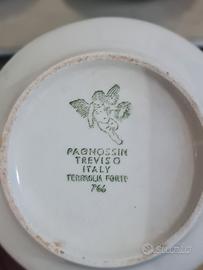 PAGNOSSIN
TREVISO
ITALY
TERRAGLIA FORTE
766